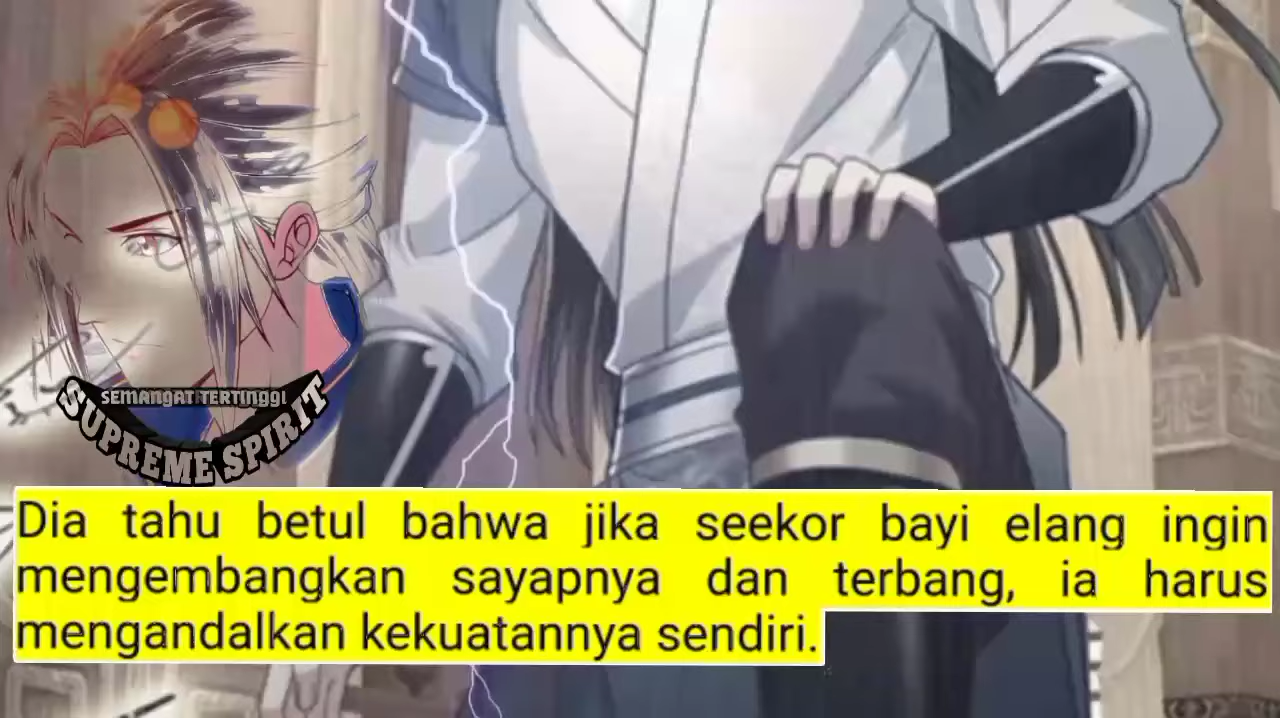 SEMANGAT TERTINGGI
SUPREME SPIRIT
Dia tahu betul bahwa jika seekor bayi elang ingin
mengembangkan sayapnya dan terbang, ia harus
mengandalkan kekuatannya sendiri.